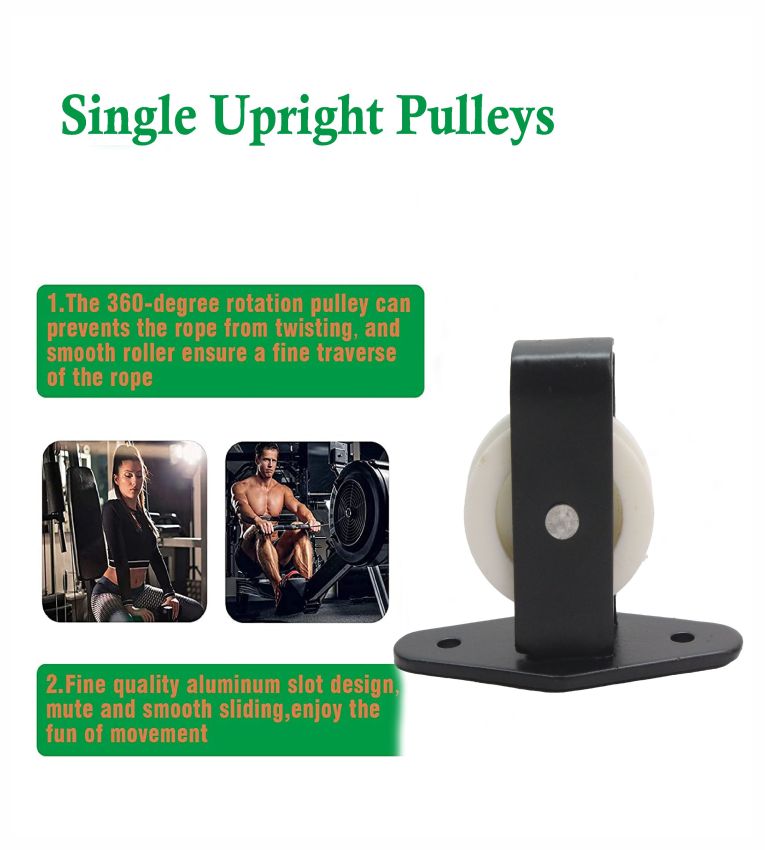 Single Upright Pulleys
1.The 360-degree rotation pulley can
prevents the rope from twisting, and
smooth roller ensure a fine traverse
of the rope
2.Fine quality aluminum slot design,
mute and smooth sliding,enjoy the
fun of movement